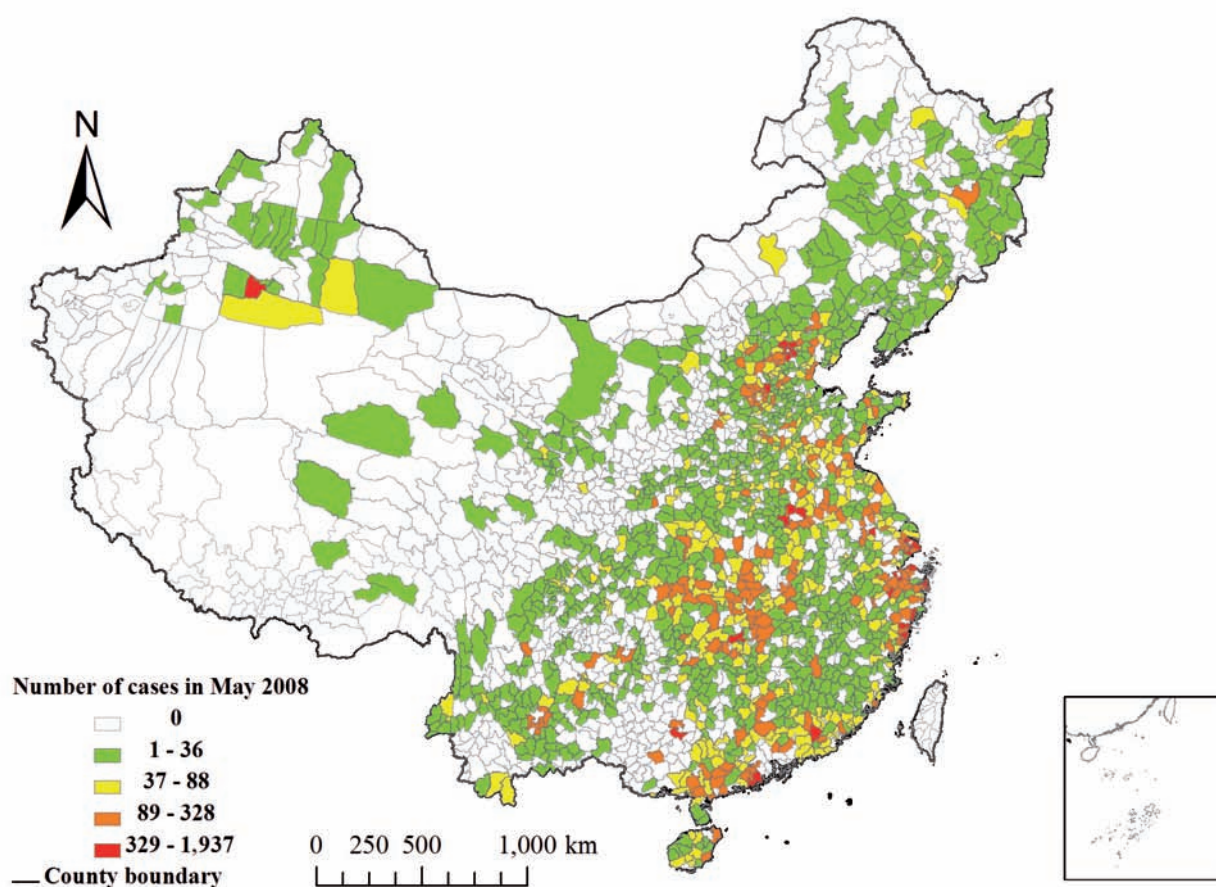 N
Number of cases in May 2008
0
1 - 36
37 - 88
89 - 328
329 - 1,937
County boundary
0 250 500 1,000 km